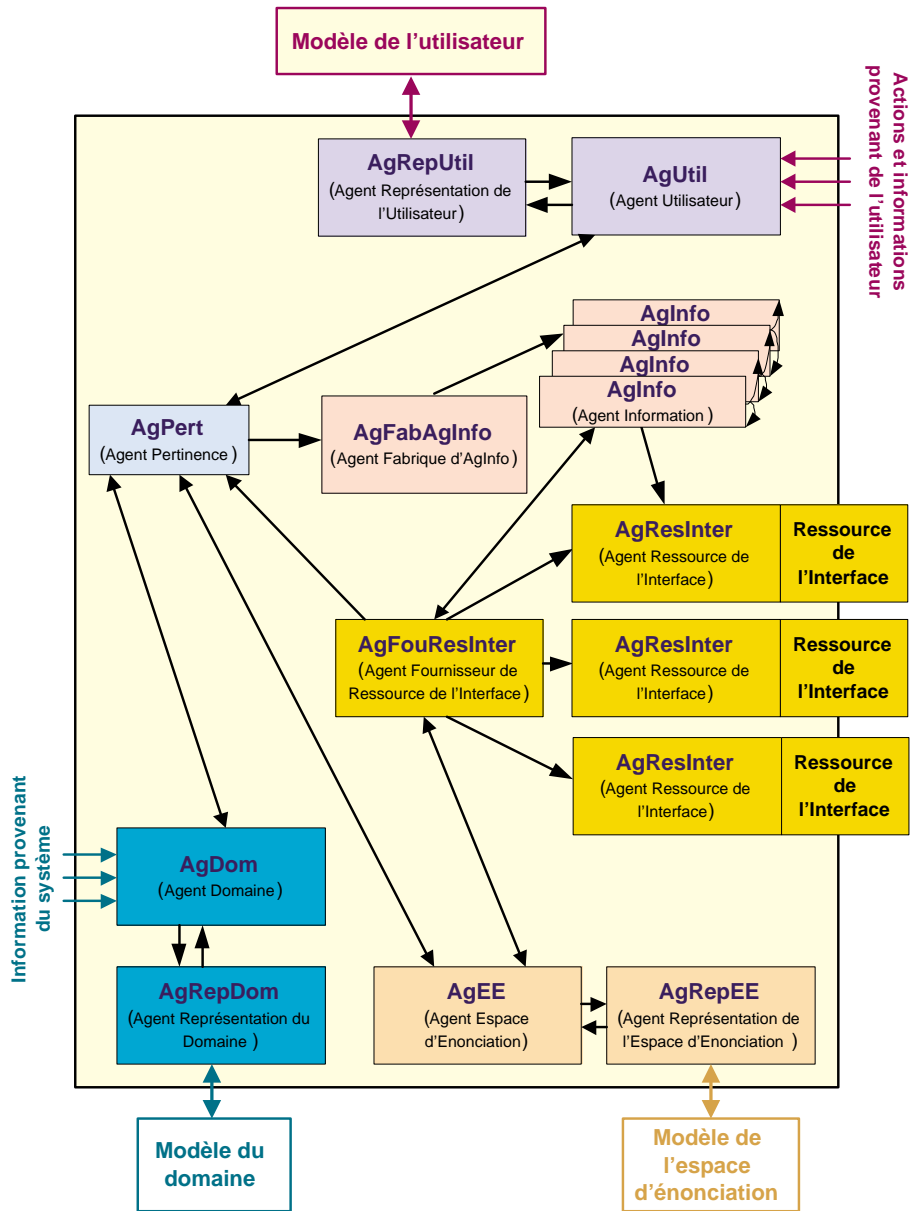 Modèle de l'utilisateur
Actions et informations
provenant de l'utilisateur
AgRepUtil
(Agent Représentation de
l'Utilisateur)
AgUtil
(Agent Utilisateur)
AgInfo
AgInfo
AgInfo
AgInfo
(Agent Information )
AgPert
(Agent Pertinence )
AgFabAgInfo
(Agent Fabrique d'AgInfo)
AgResInter
(Agent Ressource de
l'Interface)
Ressource
de
l'Interface
AgFouResInter
(Agent Fournisseur de
Ressource de l'Interface)
AgResInter
(Agent Ressource de
l'Interface)
Ressource
de
l'Interface
AgResInter
(Agent Ressource de
l'Interface)
Ressource
de
l'Interface
Information provenant
du système
AgDom
(Agent Domaine)
AgRepDom
(Agent Représentation du
Domaine )
AgEE
(Agent Espace
d'Enonciation)
AgRepEE
(Agent Représentation de
l'Espace d'Enonciation )
Modèle du
domaine
Modèle de
l'espace
d'énonciation